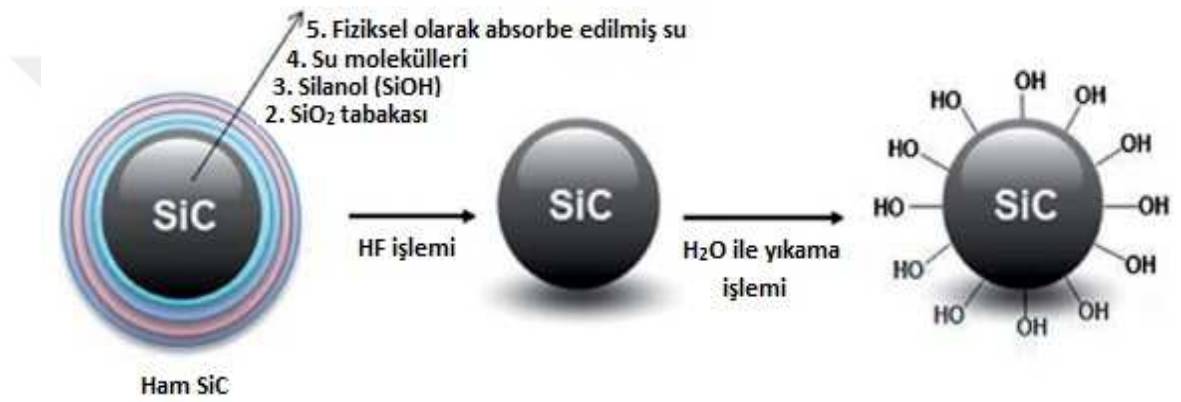 5. Fiziksel olarak absorbe edilmiş su
4. Su molekülleri
3. Silanol (SiOH)
2. SiO₂ tabakası
SiC
Ham SiC
HF işlemi
SiC
H₂O ile yıkama
işlemi
OH
HO
OH
HO
OH
HO
OH
HO
SiC
OH
HO
OH
HO
OH
OH